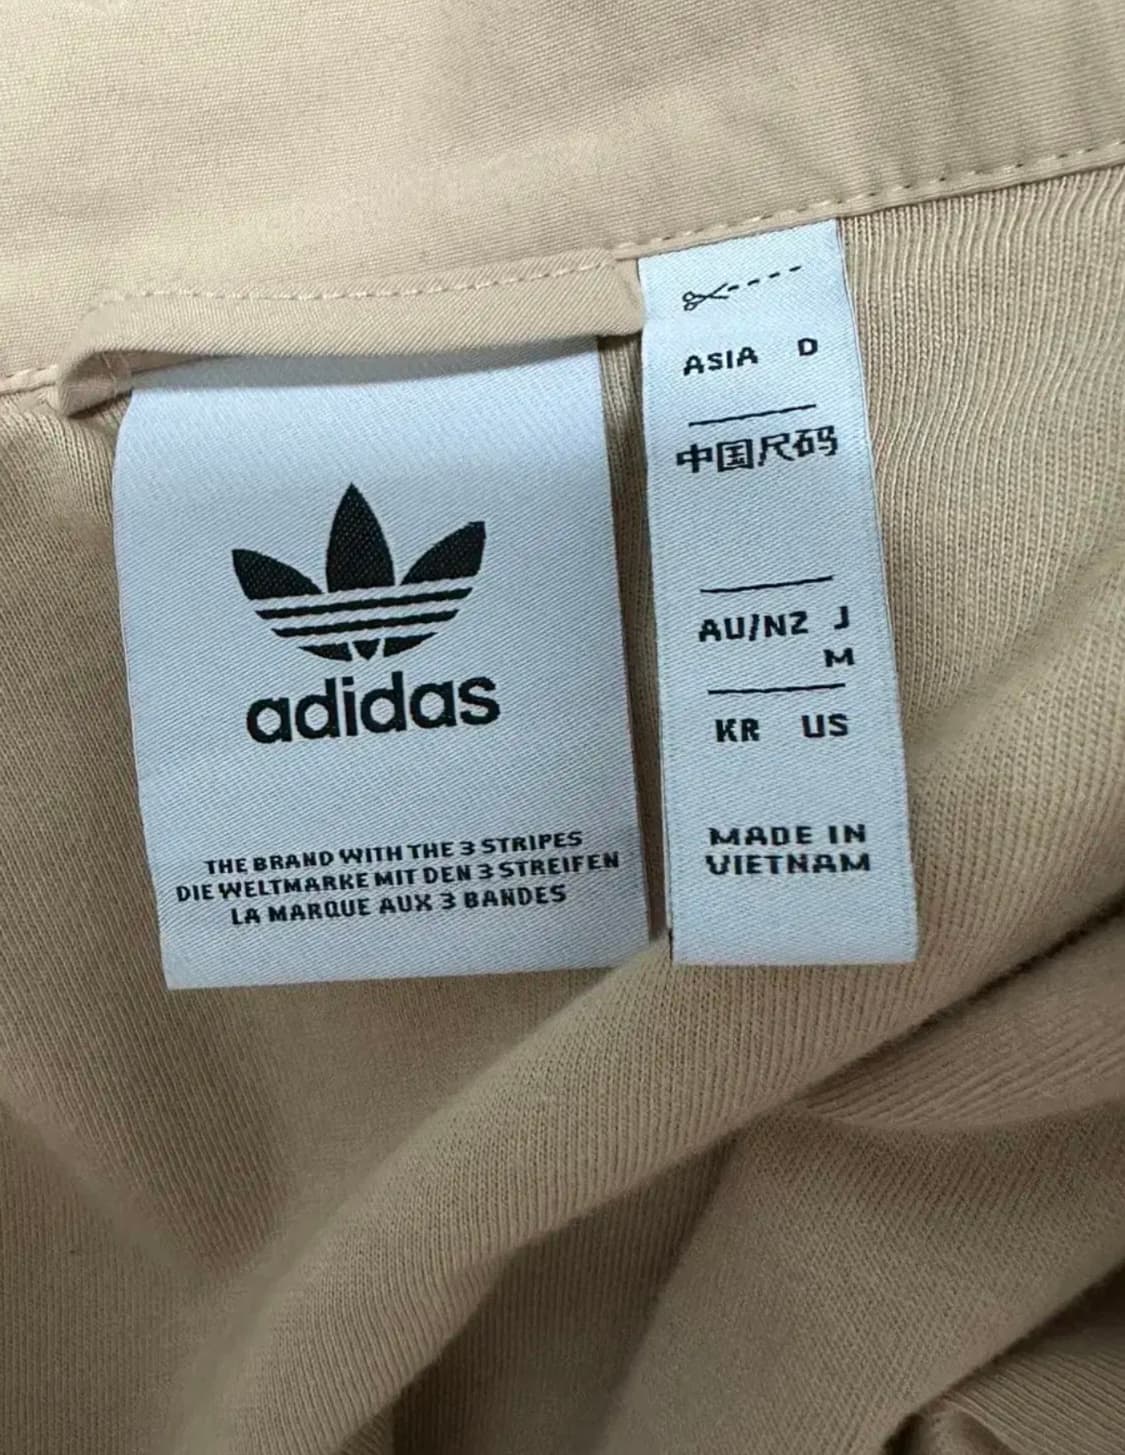 adidas
THE BRAND WITH THE 3 STRIPES
DIE WELTMARKE MIT DEN 3 STREIFEN
LA MARQUE AUX 3 BANDES
ASIA D
中国尺码
AU/NZ J
M
KR US
MADE IN
VIETNAM